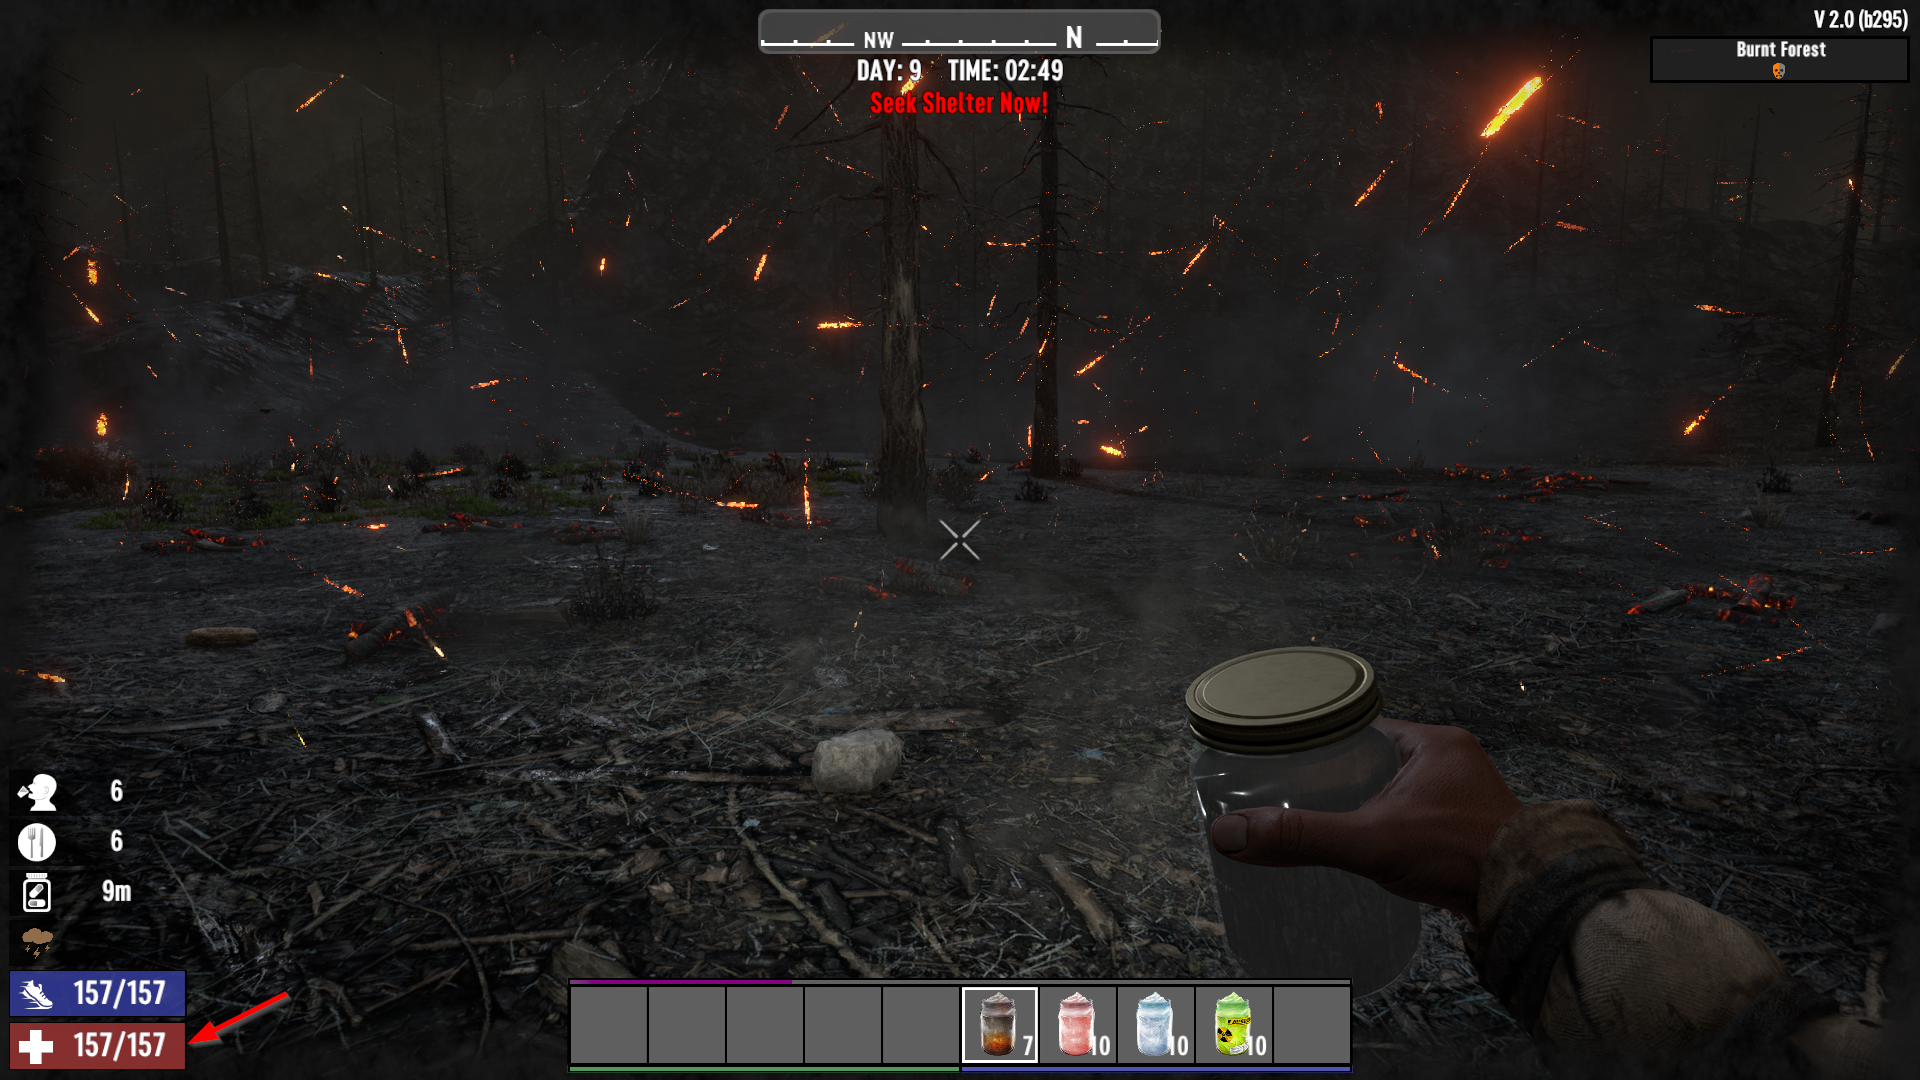 V 2.0 (b295)
NW N
Burnt Forest
DAY: 9 TIME: 02:49
Seek Shelter Now!
6
6
9m
157/157
157/157
7 10 10 10